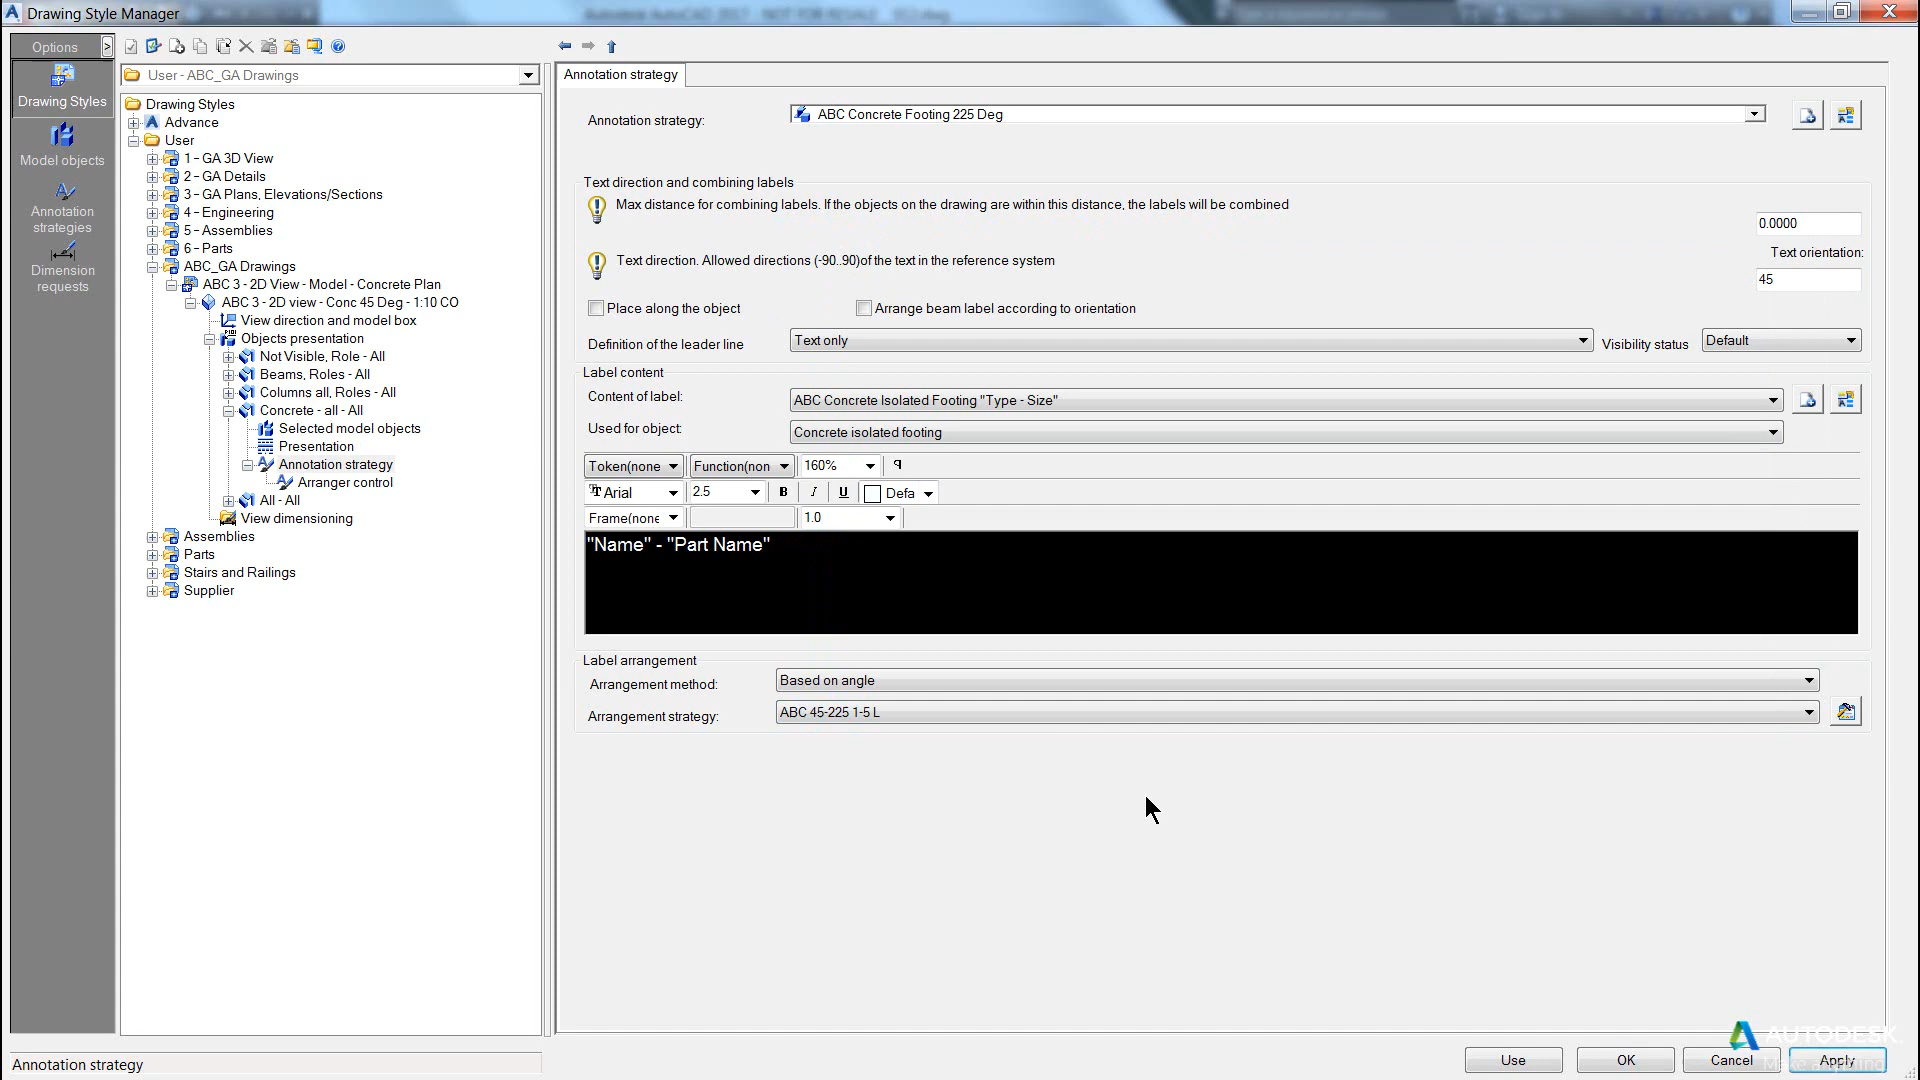 Drawing Style Manager
Autodesk AutoCAD 2017 - NOT FOR RESALE
Options
>
Drawing Styles
Model objects
Annotation
strategies
Dimension
requests
User - ABC_GA Drawings
Drawing Styles
Advance
User
1 - GA 3D View
2 - GA Details
3 - GA Plans, Elevations/Sections
4 - Engineering
5 - Assemblies
6 - Parts
ABC_GA Drawings
ABC 3 - 2D View - Model - Concrete Plan
ABC 3 - 2D view - Conc 45 Deg - 1:10 CO
View direction and model box
Objects presentation
Not Visible, Role - All
Beams, Roles - All
Columns all, Roles - All
Concrete - all - All
Selected model objects
Presentation
Annotation strategy
Arranger control
All - All
View dimensioning
Assemblies
Parts
Stairs and Railings
Supplier
Annotation strategy
Annotation strategy:
ABC Concrete Footing 225 Deg
Text direction and combining labels
Max distance for combining labels. If the objects on the drawing are within this distance, the labels will be combined
0.0000
Text orientation:
Text direction. Allowed directions (-90..90)of the text in the reference system
45
Place along the object
Arrange beam label according to orientation
Definition of the leader line
Text only
Visibility status
Default
Label content
Content of label:
ABC Concrete Isolated Footing "Type - Size"
Used for object:
Concrete isolated footing
Token(none
Function(non
160%
¶
Arial
2.5
B
I
U
Defa
Frame(none
1.0
"Name" - "Part Name"
Label arrangement
Arrangement method:
Based on angle
Arrangement strategy:
ABC 45-225 1-5 L
AUTODESK.
Make anything.
Use
OK
Cancel
Apply
Annotation strategy